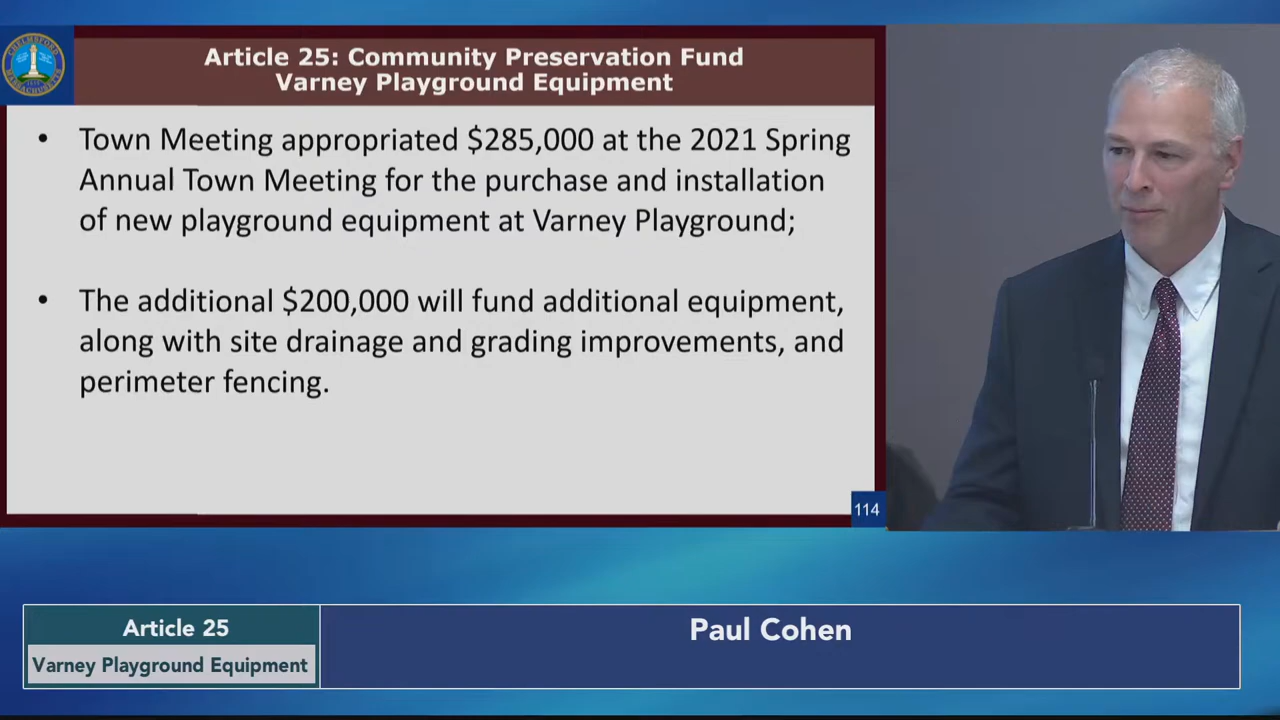 Article 25: Community Preservation Fund
Varney Playground Equipment
• Town Meeting appropriated $285,000 at the 2021 Spring
Annual Town Meeting for the purchase and installation
of new playground equipment at Varney Playground;
• The additional $200,000 will fund additional equipment,
along with site drainage and grading improvements, and
perimeter fencing.
114
CHELMSFORD
MASSACHUSETTS
Article 25
Varney Playground Equipment
Paul Cohen